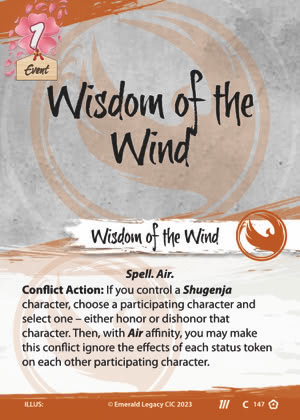 1
Event
Wisdom of the
Wind
Wisdom of the Wind
Spell. Air.
Conflict Action: If you control a Shugenja
character, choose a participating character and
select one – either honor or dishonor that
character. Then, with Air affinity, you may make
this conflict ignore the effects of each status token
on each other participating character.
ILLUS:
© Emerald Legacy CIC 2023
C 147